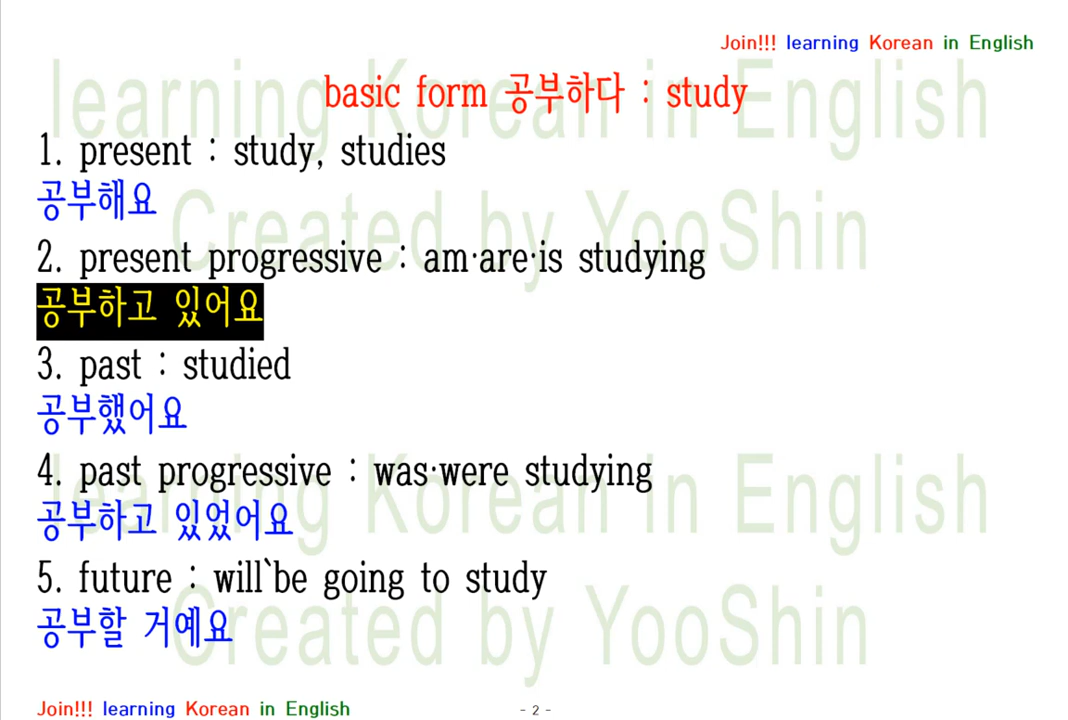 Join!!! learning Korean in English
basic form 공부하다 : study
1. present : study, studies
공부해요
2. present progressive : am·are·is studying
공부하고 있어요
3. past : studied
공부했어요
4. past progressive : was·were studying
공부하고 있었어요
5. future : will`be going to study
공부할 거예요
learning Korean in English
Created by YooShin
learning Korean in English
Created by YooShin
Join!!! learning Korean in English
- 2 -